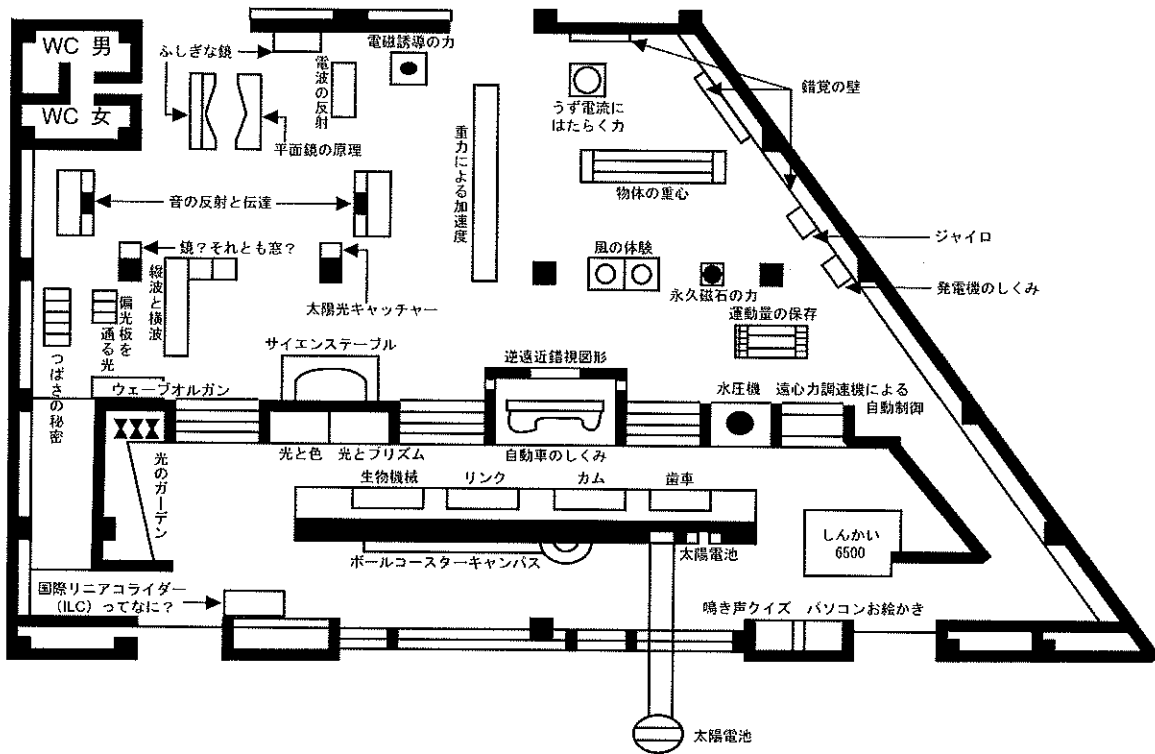 WC 男
ふしぎな鏡
電磁誘導の力
電波の反射
錯覚の壁
うず電流に
はたらく力
WC 女
平面鏡の原理
重力による加速度
物体の重心
音の反射と伝達
ジャイロ
鏡?それとも窓?
風の体験
発電機のしくみ
縦波と横波
太陽光キャッチャー
永久磁石の力
偏光板を
通る光
運動量の保存
つばさの秘密
サイエンステーブル
逆遠近錯視図形
ウェーブオルガン
水圧機
遠心力調速機による
自動制御
光と色
光とプリズム
自動車のしくみ
光のガーデン
生物機械
リンク
カム
歯車
しんかい
6500
太陽電池
ボールコースターキャンパス
国際リニアコライダー
(ILC)ってなに?
鳴き声クイズ
パソコンお絵かき
太陽電池